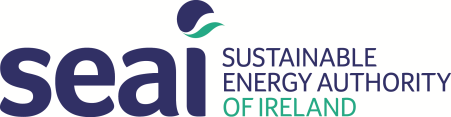 seai
SUSTAINABLE
ENERGY AUTHORITY
OF IRELAND